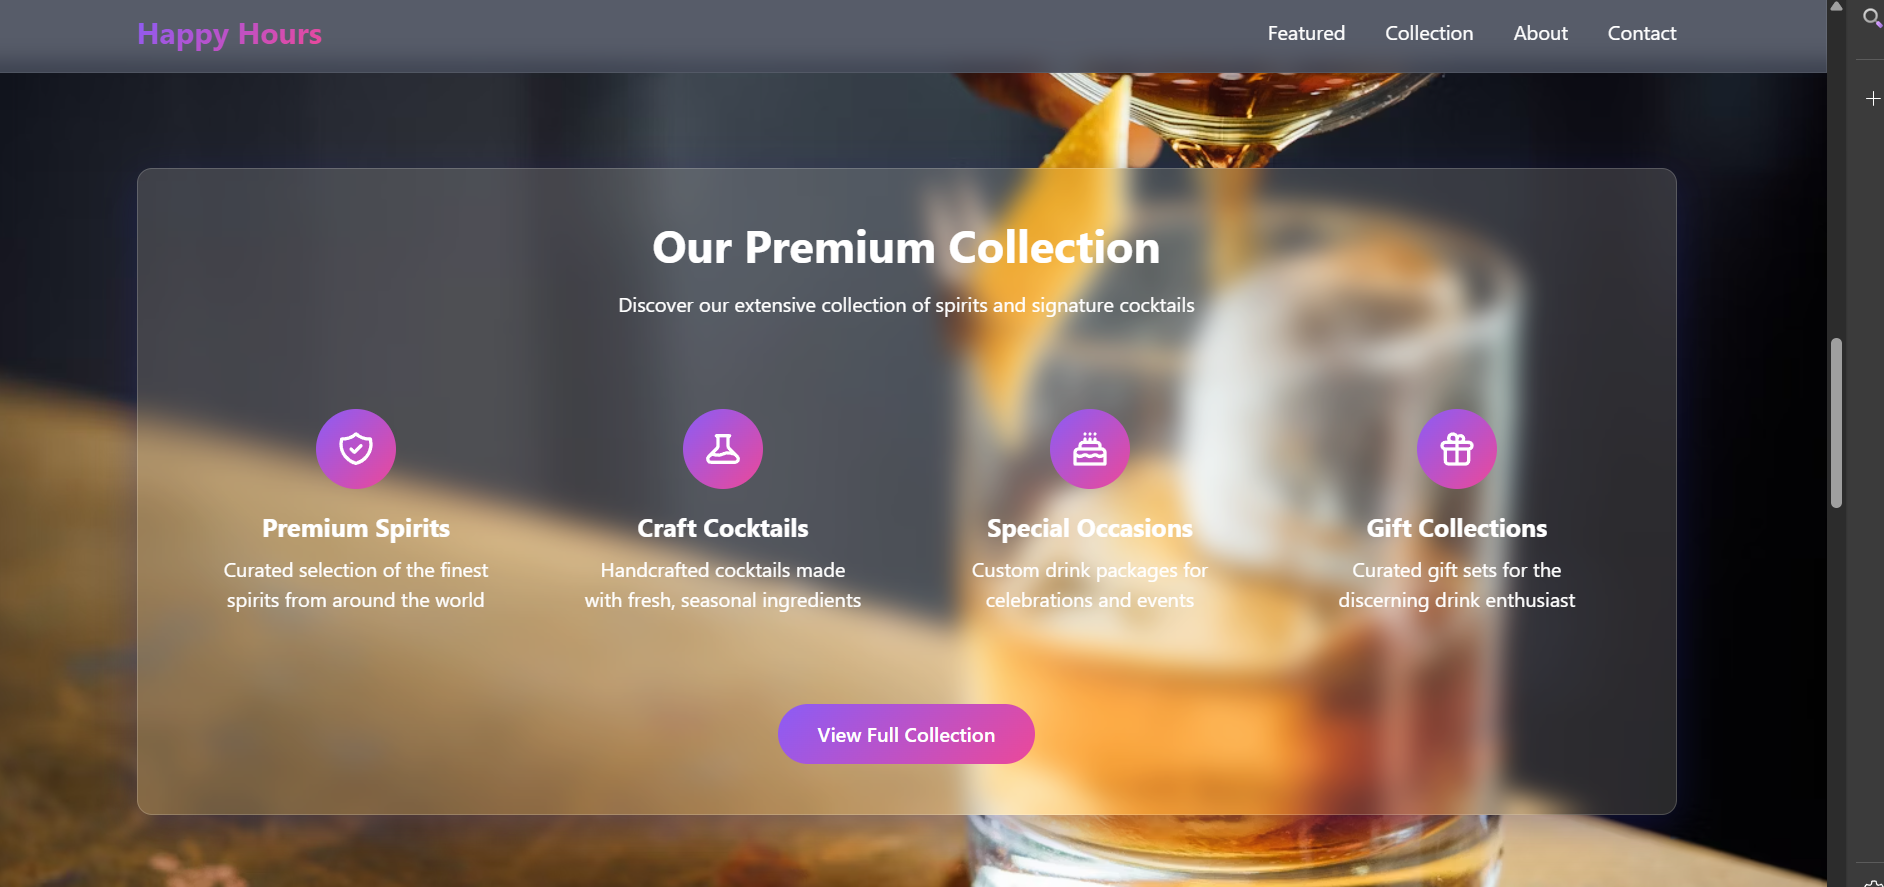 Happy Hours
Featured
Collection
About
Contact
Our Premium Collection
Discover our extensive collection of spirits and signature cocktails
Premium Spirits
Curated selection of the finest
spirits from around the world
Craft Cocktails
Handcrafted cocktails made
with fresh, seasonal ingredients
Special Occasions
Custom drink packages for
celebrations and events
Gift Collections
Curated gift sets for the
discerning drink enthusiast
View Full Collection